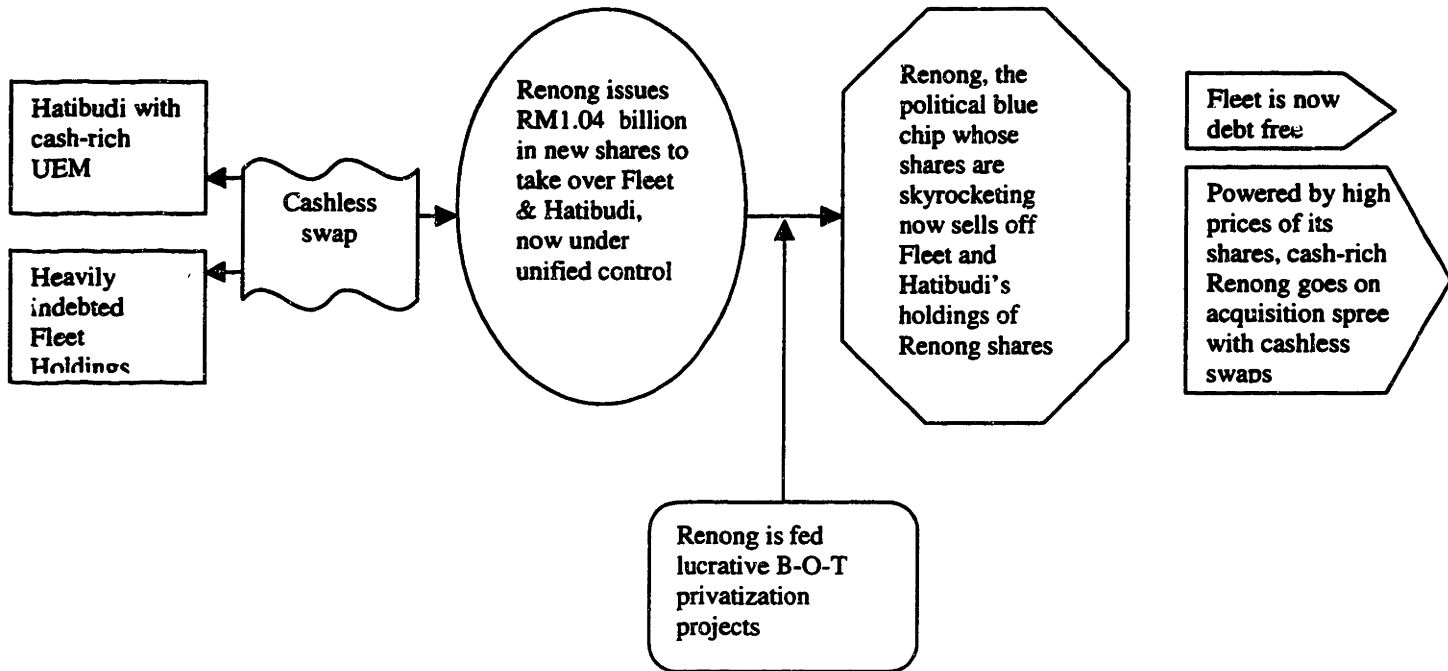 Hatibudi with
cash-rich
UEM
Heavily
indebted
Fleet
Holdings
Cashless
swap
Renong issues
RM1.04 billion
in new shares to
take over Fleet
& Hatibudi,
now under
unified control
Renong is fed
lucrative B-O-T
privatization
projects
Renong, the
political blue
chip whose
shares are
skyrocketing
now sells off
Fleet and
Hatibudi's
holdings of
Renong shares
Fleet is now
debt free
Powered by high
prices of its
shares, cash-rich
Renong goes on
acquisition spree
with cashless
swaps